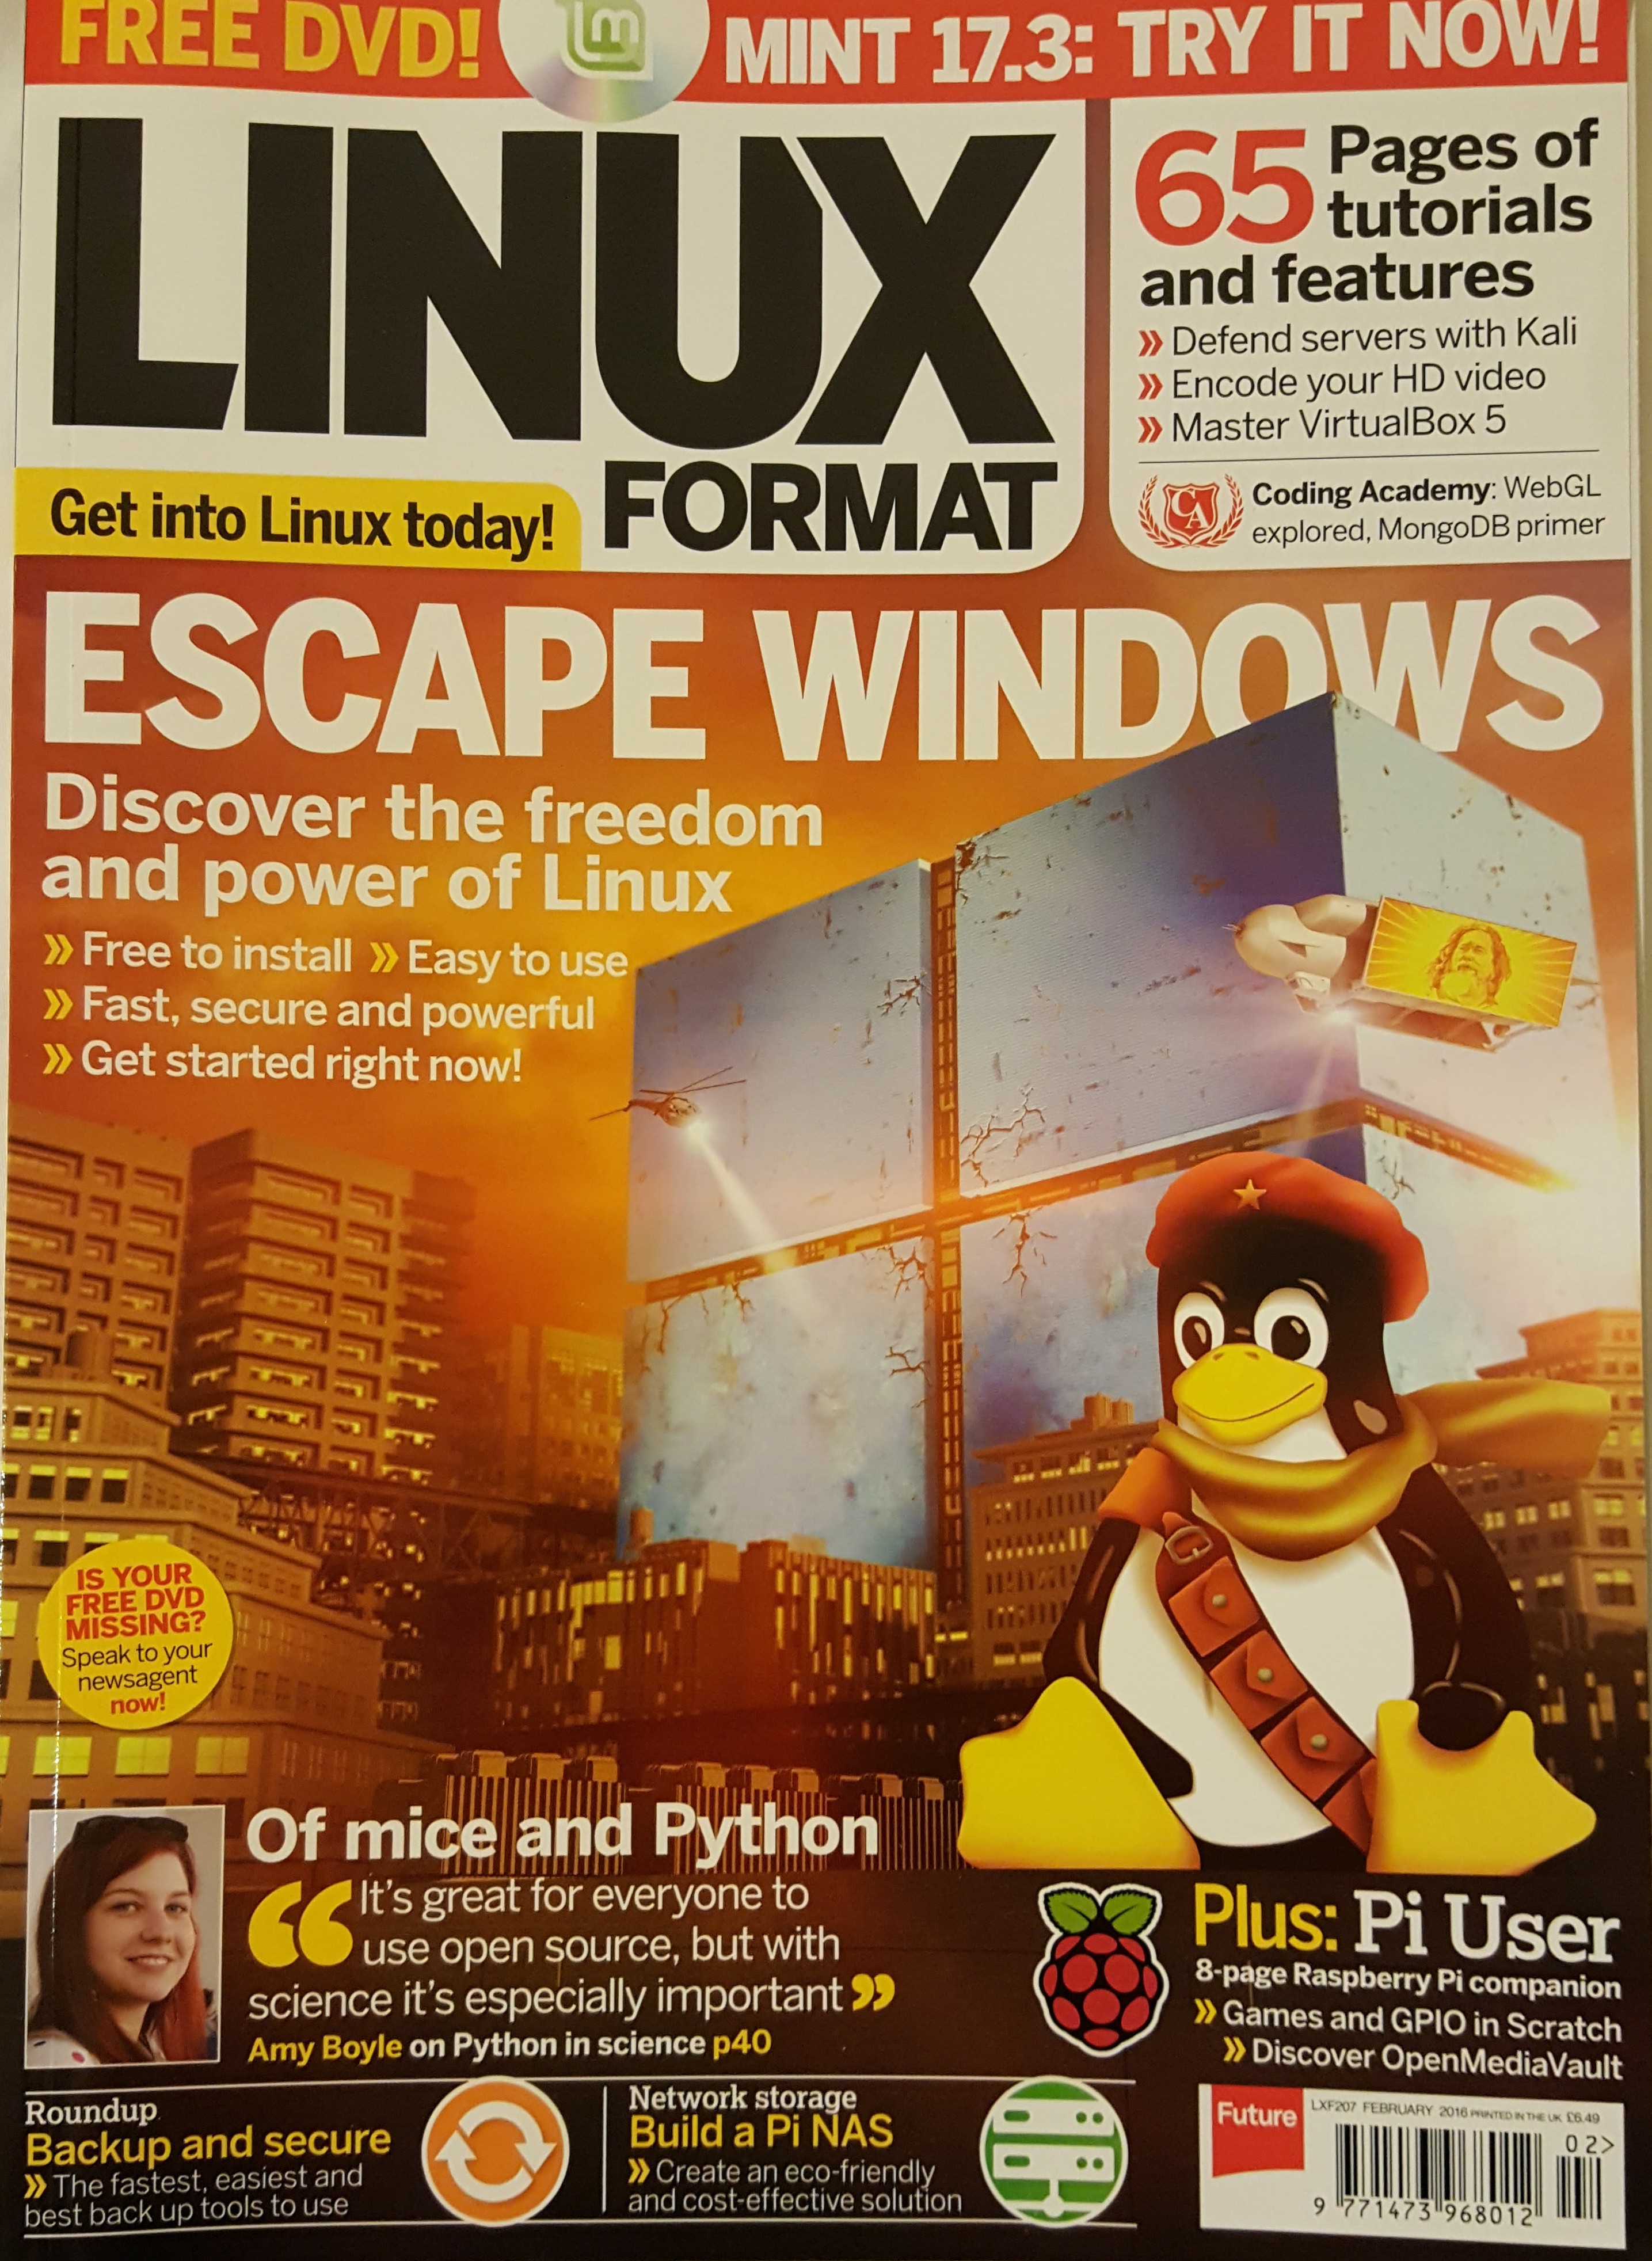 FREE DVD!
MINT 17.3: TRY IT NOW!
LINUX
FORMAT
Get into Linux today!
65 Pages of
tutorials
and features
» Defend servers with Kali
» Encode your HD video
» Master VirtualBox 5
CA
Coding Academy: WebGL
explored, MongoDB primer
ESCAPE WINDOWS
Discover the freedom
and power of Linux
» Free to install » Easy to use
» Fast, secure and powerful
» Get started right now!
IS YOUR
FREE DVD
MISSING?
Speak to your
newsagent
now!
Of mice and Python
“It's great for everyone to
use open source, but with
science it's especially important”
Amy Boyle on Python in science p40
Plus: Pi User
8-page Raspberry Pi companion
» Games and GPIO in Scratch
» Discover OpenMediaVault
Roundup
Backup and secure
» The fastest, easiest and
best back up tools to use
Network storage
Build a Pi NAS
» Create an eco-friendly
and cost-effective solution
Future
LXF207 FEBRUARY 2016 PRINTED IN THE UK £6.49
02>
9 771473 968012